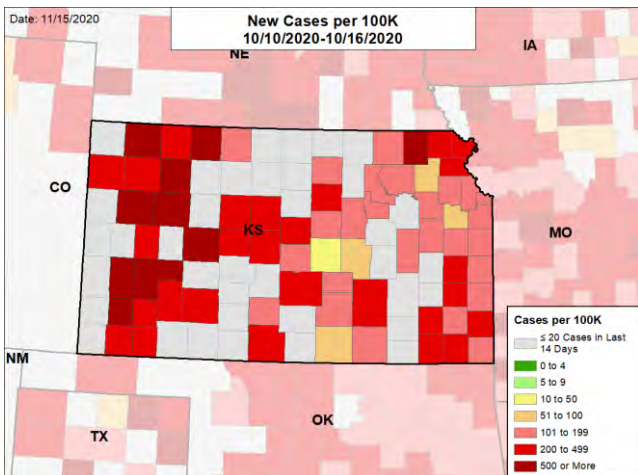 Date: 11/15/2020
New Cases per 100K
10/10/2020-10/16/2020
NE
IA
CO
KS
MO
NM
TX
OK
Cases per 100K
≤ 20 Cases in Last
14 Days
0 to 4
5 to 9
10 to 50
51 to 100
101 to 199
200 to 499
500 or More